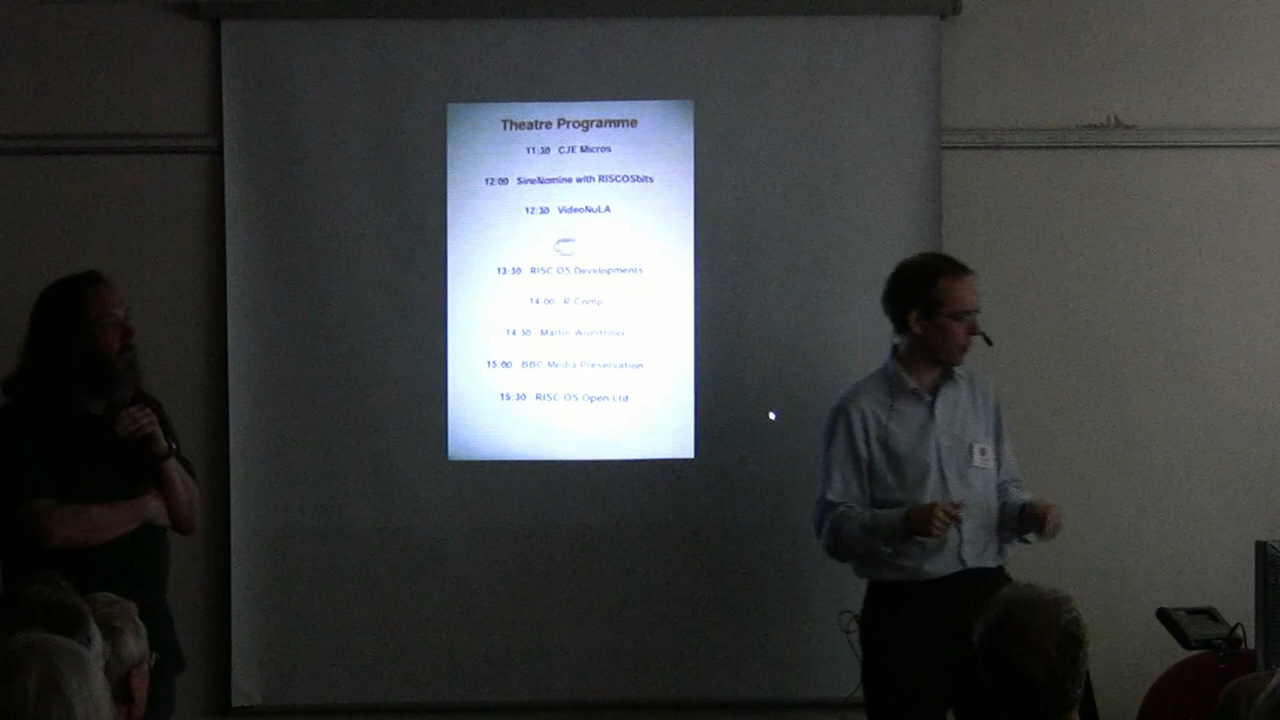 Theatre Programme
11:30 CJE Micros
12:00 SineNomine with RISCOSbits
12:30 VideoNuLA
13:30 RISC OS Developments
14:00 R-Comp
14:30 Martin Wuerthner
15:00 BBC Media Preservation
15:30 RISC OS Open Ltd